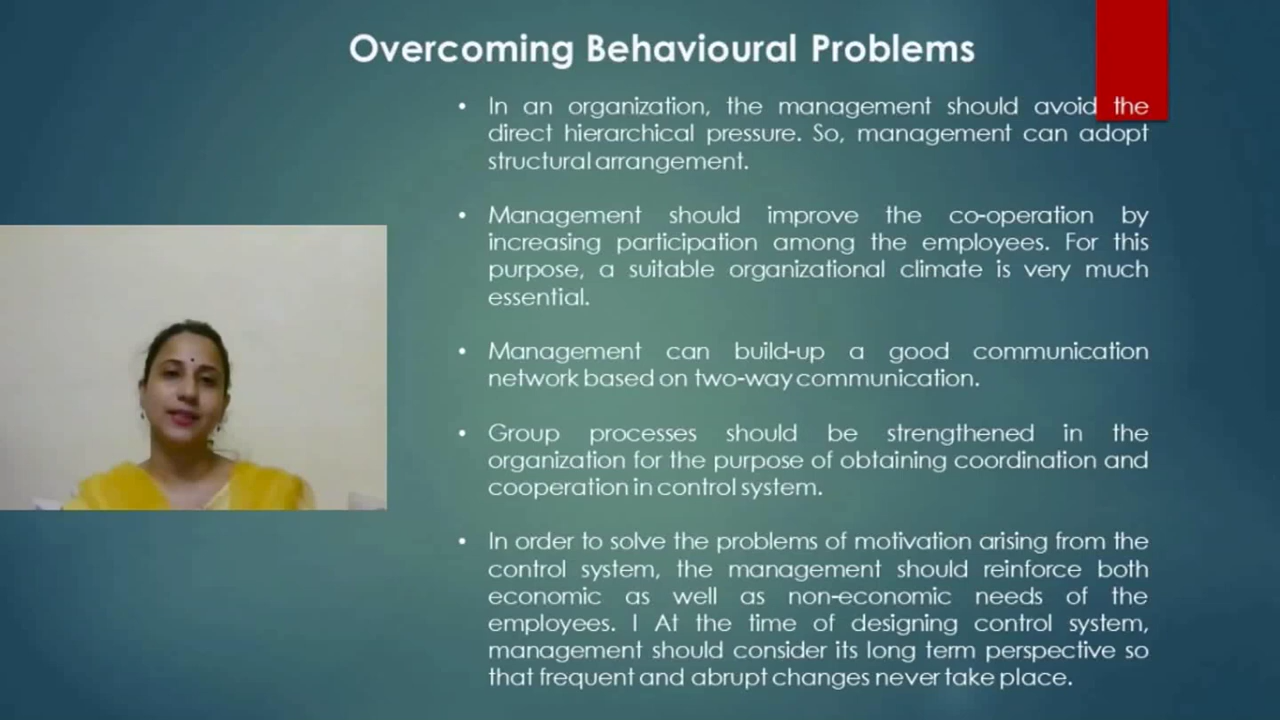 Overcoming Behavioural Problems
• In an organization, the management should avoid the
direct hierarchical pressure. So, management can adopt
structural arrangement.
• Management should improve the co-operation by
increasing participation among the employees. For this
purpose, a suitable organizational climate is very much
essential.
• Management can build-up a good communication
network based on two-way communication.
• Group processes should be strengthened in the
organization for the purpose of obtaining coordination and
cooperation in control system.
• In order to solve the problems of motivation arising from the
control system, the management should reinforce both
economic as well as non-economic needs of the
employees. I At the time of designing control system,
management should consider its long term perspective so
that frequent and abrupt changes never take place.